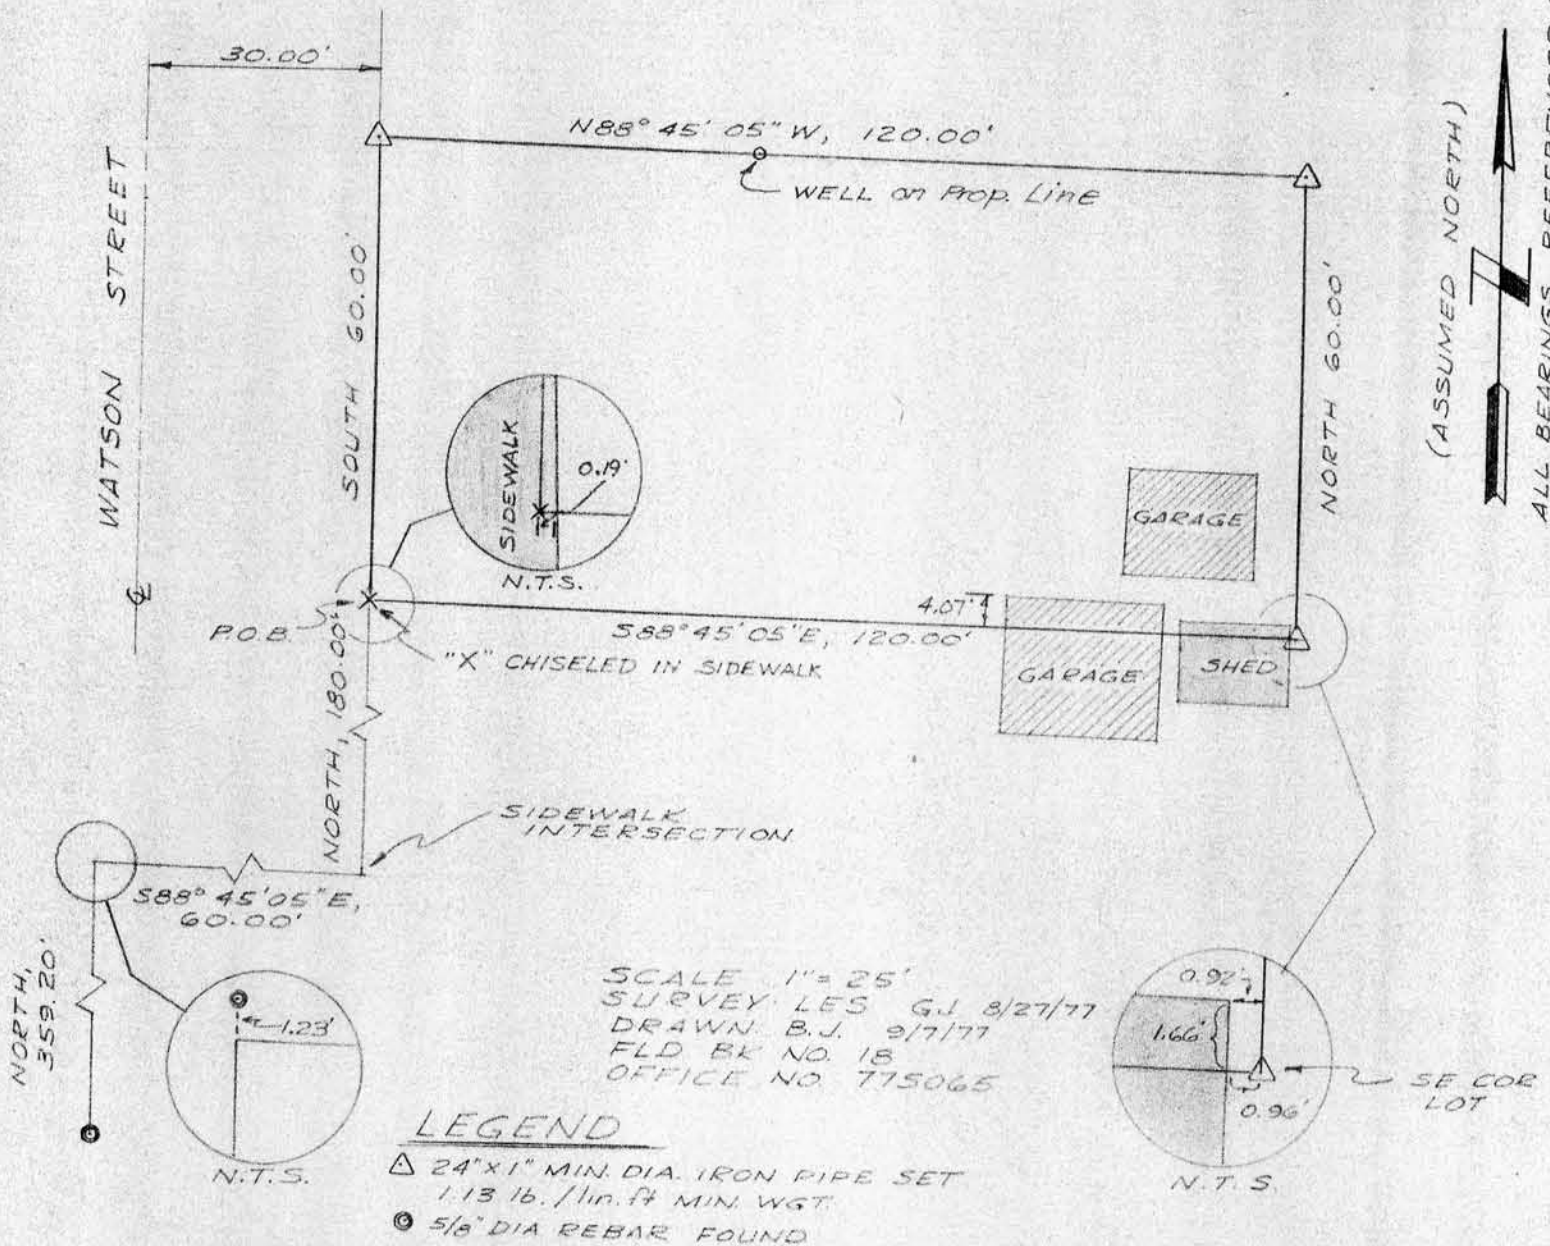 30.00'
N88° 45' 05" W, 120.00'
WELL on Prop. Line
WATSON STREET
SOUTH 60.00'
NORTH 60.00'
(ASSUMED NORTH)
N
ALL BEARINGS
SIDEWALK
0.19'
N.T.S.
GARAGE
℄
P.O.B.
"X" CHISELED IN SIDEWALK
4.07'
S88° 45' 05" E, 120.00'
GARAGE
SHED
NORTH, 180.00'
SIDEWALK
INTERSECTION
S88° 45' 05" E,
60.00'
NORTH,
359.20'
1.23'
N.T.S.
SCALE 1" = 25'
SURVEY LES GJ 8/27/77
DRAWN B.J. 9/7/77
FLD BK NO. 18
OFFICE NO. 775065
0.92'
1.66'
0.96'
SE COR
LOT
N.T.S.
LEGEND
24" X 1" MIN. DIA. IRON PIPE SET
1.13 lb./lin. ft MIN. WGT.
5/8" DIA REBAR FOUND